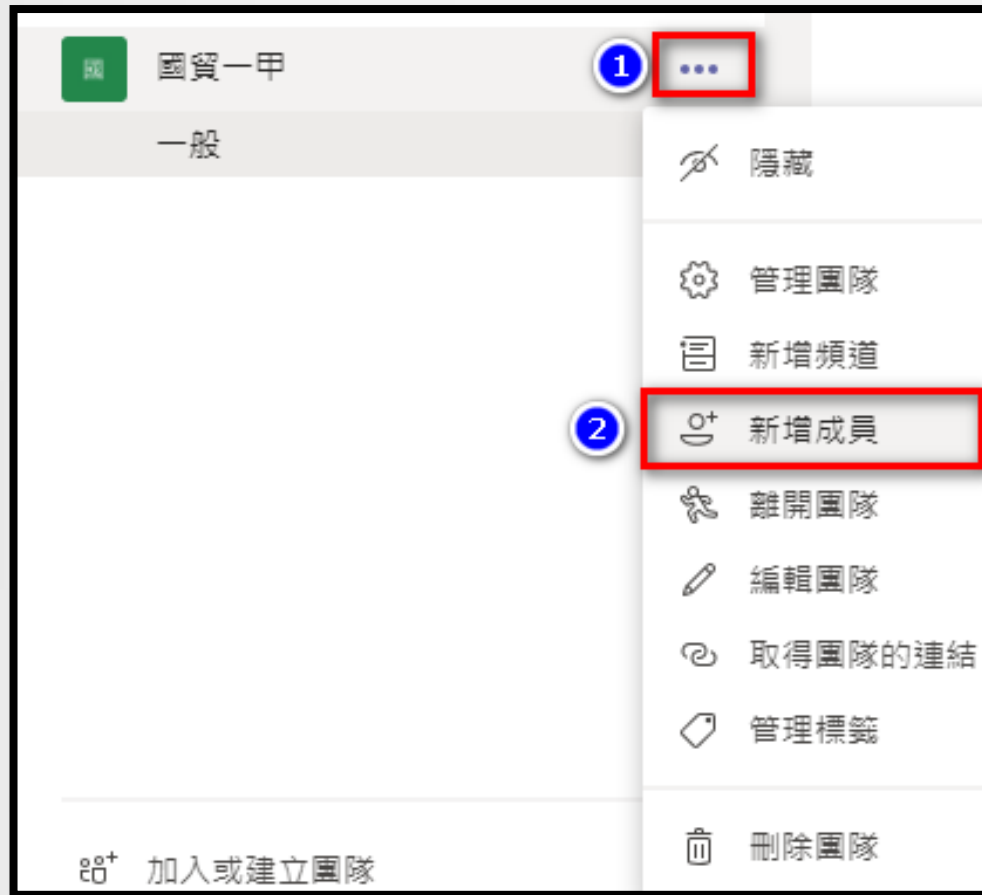 國 國貿一甲 1 •••
一般
隱藏
管理團隊
新增頻道
2 新增成員
離開團隊
編輯團隊
取得團隊的連結
管理標籤
刪除團隊
加入或建立團隊